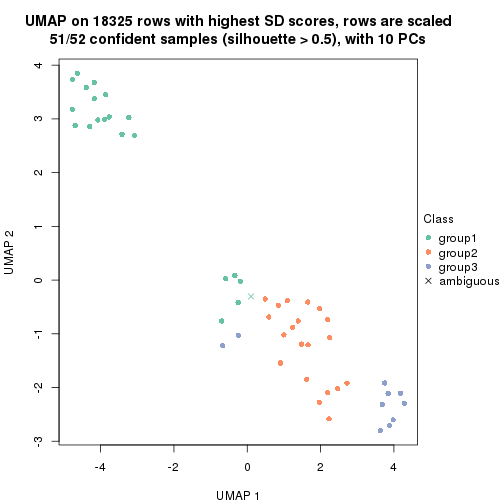 UMAP on 18325 rows with highest SD scores, rows are scaled
51/52 confident samples (silhouette > 0.5), with 10 PCs
4
3
2
1
0
-1
-2
-3
UMAP 2
-4
-2
0
2
4
UMAP 1
Class
group1
group2
group3
ambiguous